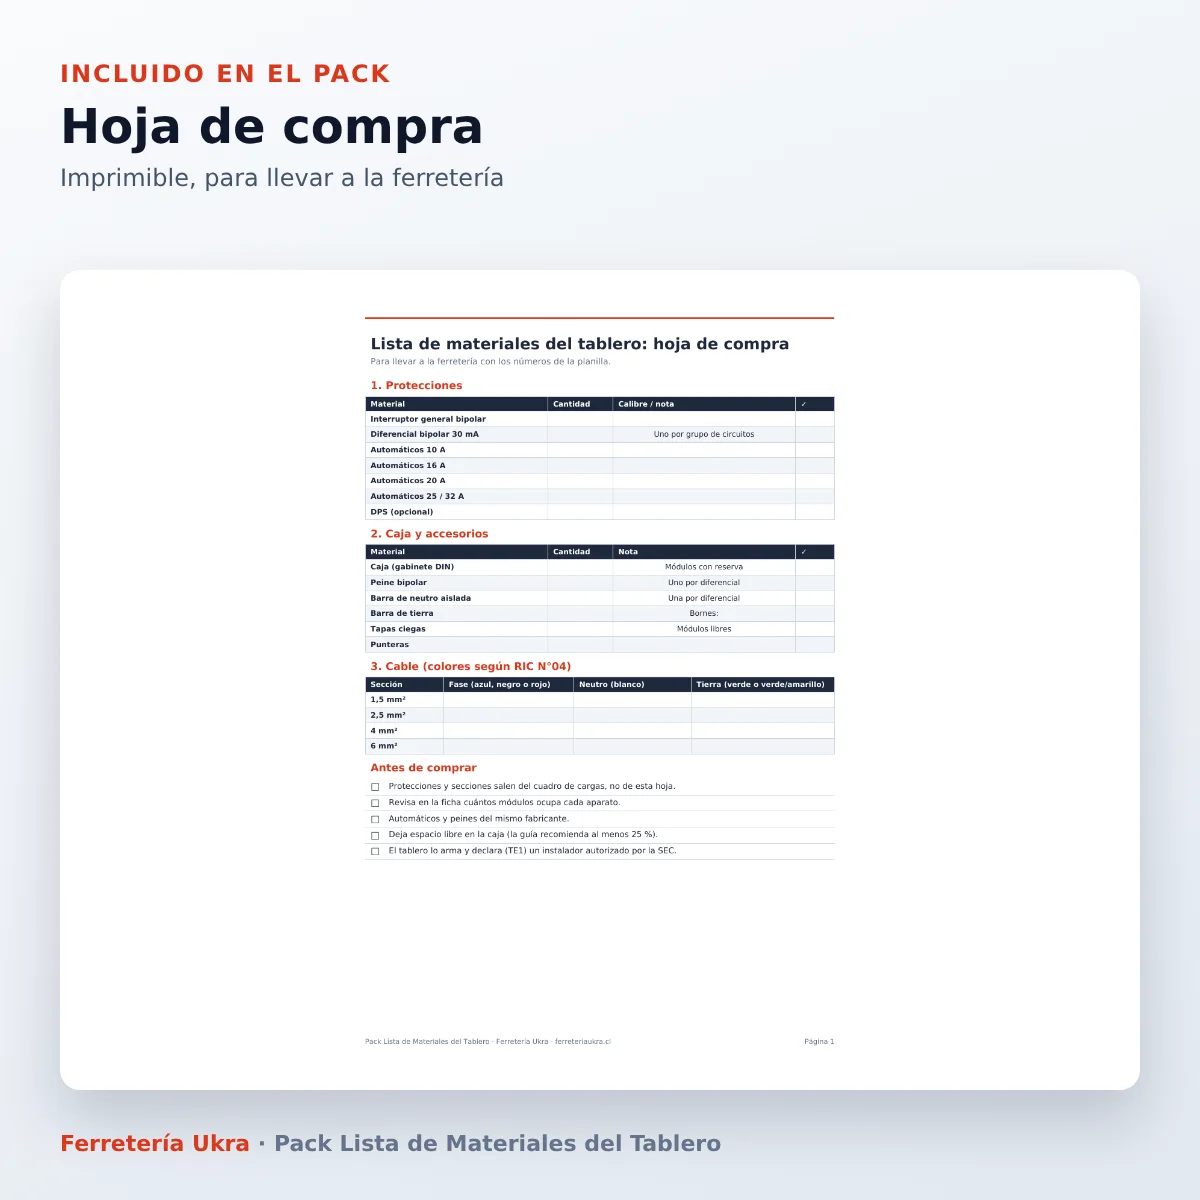 INCLUIDO EN EL PACK
Hoja de compra
Imprimible, para llevar a la ferretería
Lista de materiales del tablero: hoja de compra
Para llevar a la ferretería con los números de la planilla.
1. Protecciones
Material Cantidad Calibre / nota ✓
Interruptor general bipolar
Diferencial bipolar 30 mA Uno por grupo de circuitos
Automáticos 10 A
Automáticos 16 A
Automáticos 20 A
Automáticos 25 / 32 A
DPS (opcional)
2. Caja y accesorios
Material Cantidad Nota ✓
Caja (gabinete DIN) Módulos con reserva
Peine bipolar Uno por diferencial
Barra de neutro aislada Una por diferencial
Barra de tierra Bornes:
Tapas ciegas Módulos libres
Punteras
3. Cable (colores según RIC N°04)
Sección Fase (azul, negro o rojo) Neutro (blanco) Tierra (verde o verde/amarillo)
1,5 mm²
2,5 mm²
4 mm²
6 mm²
Antes de comprar
☐ Protecciones y secciones salen del cuadro de cargas, no de esta hoja.
☐ Revisa en la ficha cuántos módulos ocupa cada aparato.
☐ Automáticos y peines del mismo fabricante.
☐ Deja espacio libre en la caja (la guía recomienda al menos 25 %).
☐ El tablero lo arma y declara (TE1) un instalador autorizado por la SEC.
Pack Lista de Materiales del Tablero · Ferretería Ukra · ferreteriaukra.cl Página 1
Ferretería Ukra · Pack Lista de Materiales del Tablero